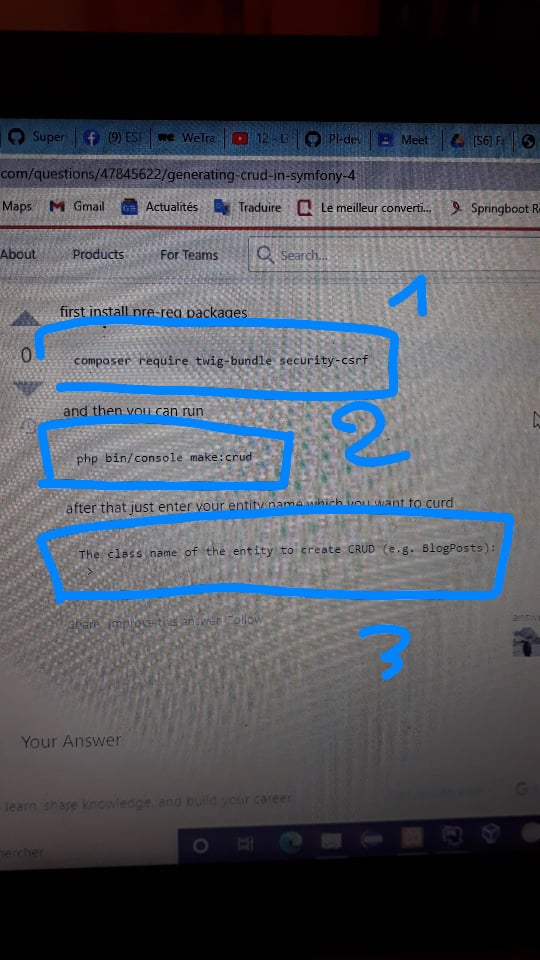 Super (9) ES WeTra 12 - Li PI-dev Meet [S6] F
com/questions/47845622/generating-crud-in-symfony-4
Maps Gmail Actualités Traduire Le meilleur converti... Springboot R
About Products For Teams Search...
1
first install pre-req packages
0
composer require twig-bundle security-csrf
and then you can run
2
php bin/console make:crud
after that just enter your entity name which you want to curd
The class name of the entity to create CRUD (e.g. BlogPosts):
>
Share Improve this answer Follow
answ
3
Your Answer
learn, share knowledge, and build your career.
hercher